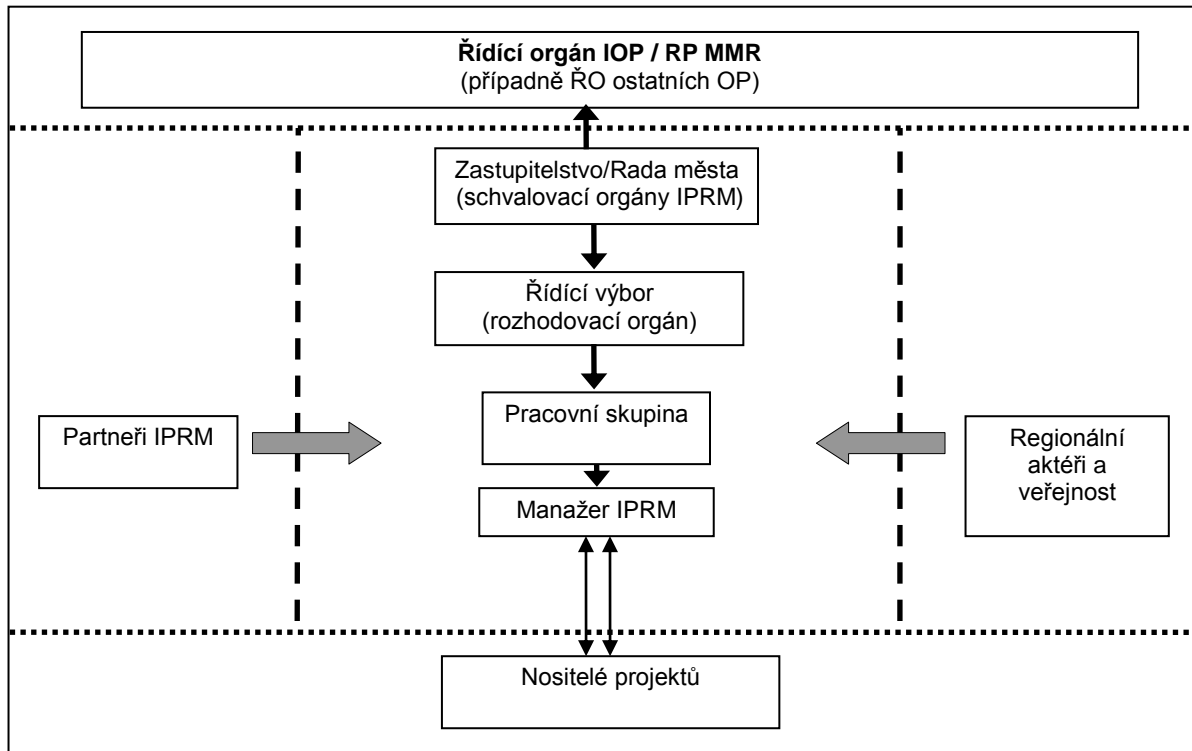 Řídící orgán IOP / RP MMR
(případně ŘO ostatních OP)
Zastupitelstvo/Rada města
(schvalovací orgány IPRM)
Řídící výbor
(rozhodovací orgán)
Pracovní skupina
Partneři IPRM
Regionální
aktéři a
veřejnost
Manažer IPRM
Nositelé projektů